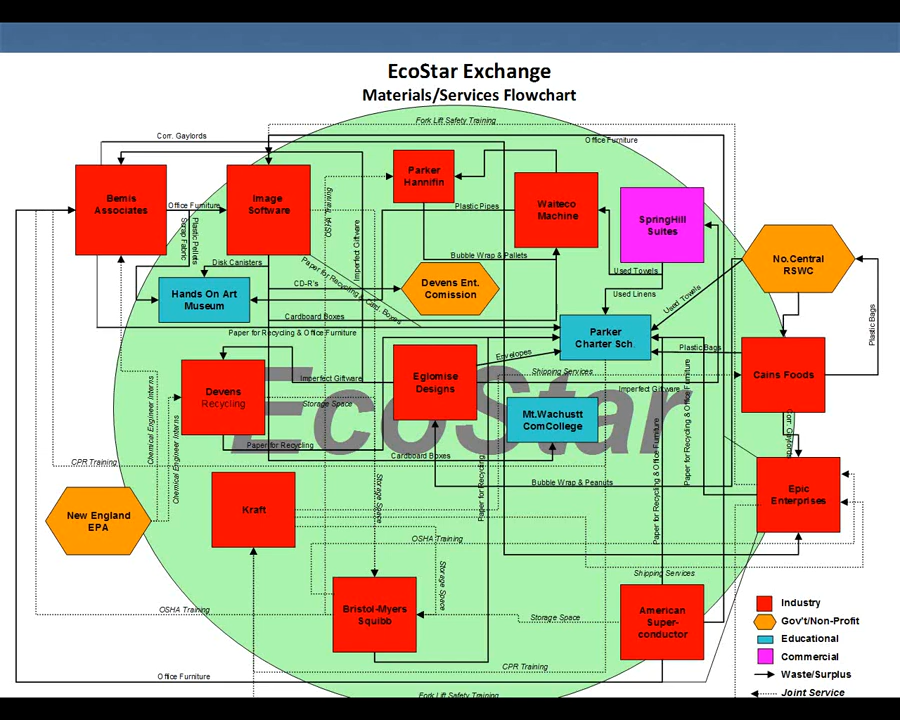 EcoStar Exchange
Materials/Services Flowchart
Fork Lift Safety Training
Corr. Gaylords
Office Furniture
Bemis
Associates
Image
Software
Parker
Hannifin
Waiteco
Machine
SpringHill
Suites
No.Central
RSWC
Office Furniture
Plastic Pellets
Scrap Fabric
OSHA Training
Imperfect Giftware
Plastic Pipes
Bubble Wrap & Pallets
Disk Canisters
CD-R's
Paper for Recycling & Card. Boxes
Devens Ent.
Comission
Used Towels
Used Linens
Used Towels
Plastic Bags
Hands On Art
Museum
Cardboard Boxes
Paper for Recycling & Office Furniture
Parker
Charter Sch.
Plastic Bags
Envelopes
Shipping Services
Imperfect Giftware
Imperfect Giftware
Devens
Recycling
Eglomise
Designs
Cains Foods
Storage Space
Mt.Wachustt
ComCollege
EcoStar
Chemical Engineer Interns
Chemical Engineer Interns
Paper for Recycling
Cardboard Boxes
CPR Training
Corr. Gaylords
Paper for Recycling & Office Furniture
Paper for Recycling & Office Furniture
Paper for Recycling
Bubble Wrap & Peanuts
Storage Space
Kraft
New England
EPA
Epic
Enterprises
OSHA Training
Shipping Services
Storage Space
Bristol-Myers
Squibb
American
Super-
conductor
OSHA Training
Storage Space
CPR Training
Office Furniture
Fork Lift Safety Training
Industry
Gov't/Non-Profit
Educational
Commercial
Waste/Surplus
Joint Service